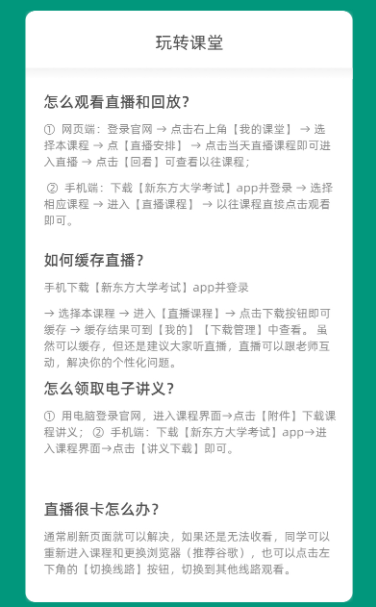 玩转课堂
怎么观看直播和回放？
① 网页端：登录官网 → 点击右上角【我的课堂】 → 选
择本课程 → 点【直播安排】 → 点击当天直播课程即可进
入直播 → 点击【回看】可查看以往课程；
② 手机端：下载【新东方大学考试】app并登录 → 选择
相应课程 → 进入【直播课程】 → 以往课程直接点击观看
即可。
如何缓存直播？
手机下载【新东方大学考试】app并登录
→ 选择本课程 → 进入【直播课程】→ 点击下载按钮即可
缓存 → 缓存结果可到【我的】【下载管理】中查看。 虽
然可以缓存，但还是建议大家听直播，直播可以跟老师互
动，解决你的个性化问题。
怎么领取电子讲义？
① 用电脑登录官网，进入课程界面→点击【附件】下载课
程讲义； ② 手机端：下载【新东方大学考试】app→进
入课程界面→点击【讲义下载】即可。
直播很卡怎么办？
通常刷新页面就可以解决，如果还是无法收看，同学可以
重新进入课程和更换浏览器（推荐谷歌），也可以点击左
下角的【切换线路】按钮，切换到其他线路观看。